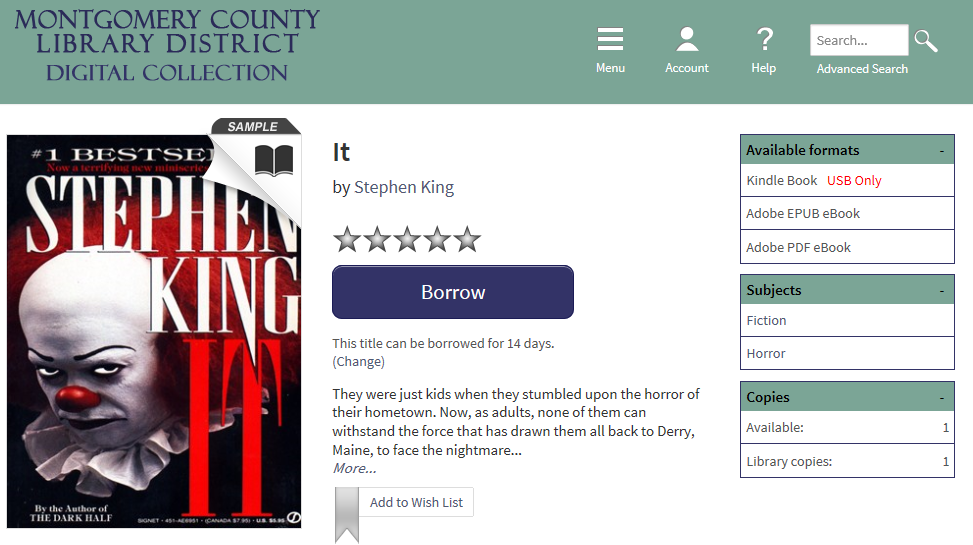 MONTGOMERY COUNTY
LIBRARY DISTRICT
DIGITAL COLLECTION
Menu
Account
?
Help
Search...
Advanced Search
SAMPLE
#1 BESTSE
Now a terrifying new miniseries
STEPHEN
KING
IT
By the Author of
THE DARK HALF
SIGNET • 451-AE6951 • (CANADA $7.95) • U.S. $5.95
It
by Stephen King
Borrow
This title can be borrowed for 14 days.
(Change)
They were just kids when they stumbled upon the horror of
their hometown. Now, as adults, none of them can
withstand the force that has drawn them all back to Derry,
Maine, to face the nightmare...
More...
Add to Wish List
Available formats -
Kindle Book USB Only
Adobe EPUB eBook
Adobe PDF eBook
Subjects -
Fiction
Horror
Copies -
Available: 1
Library copies: 1